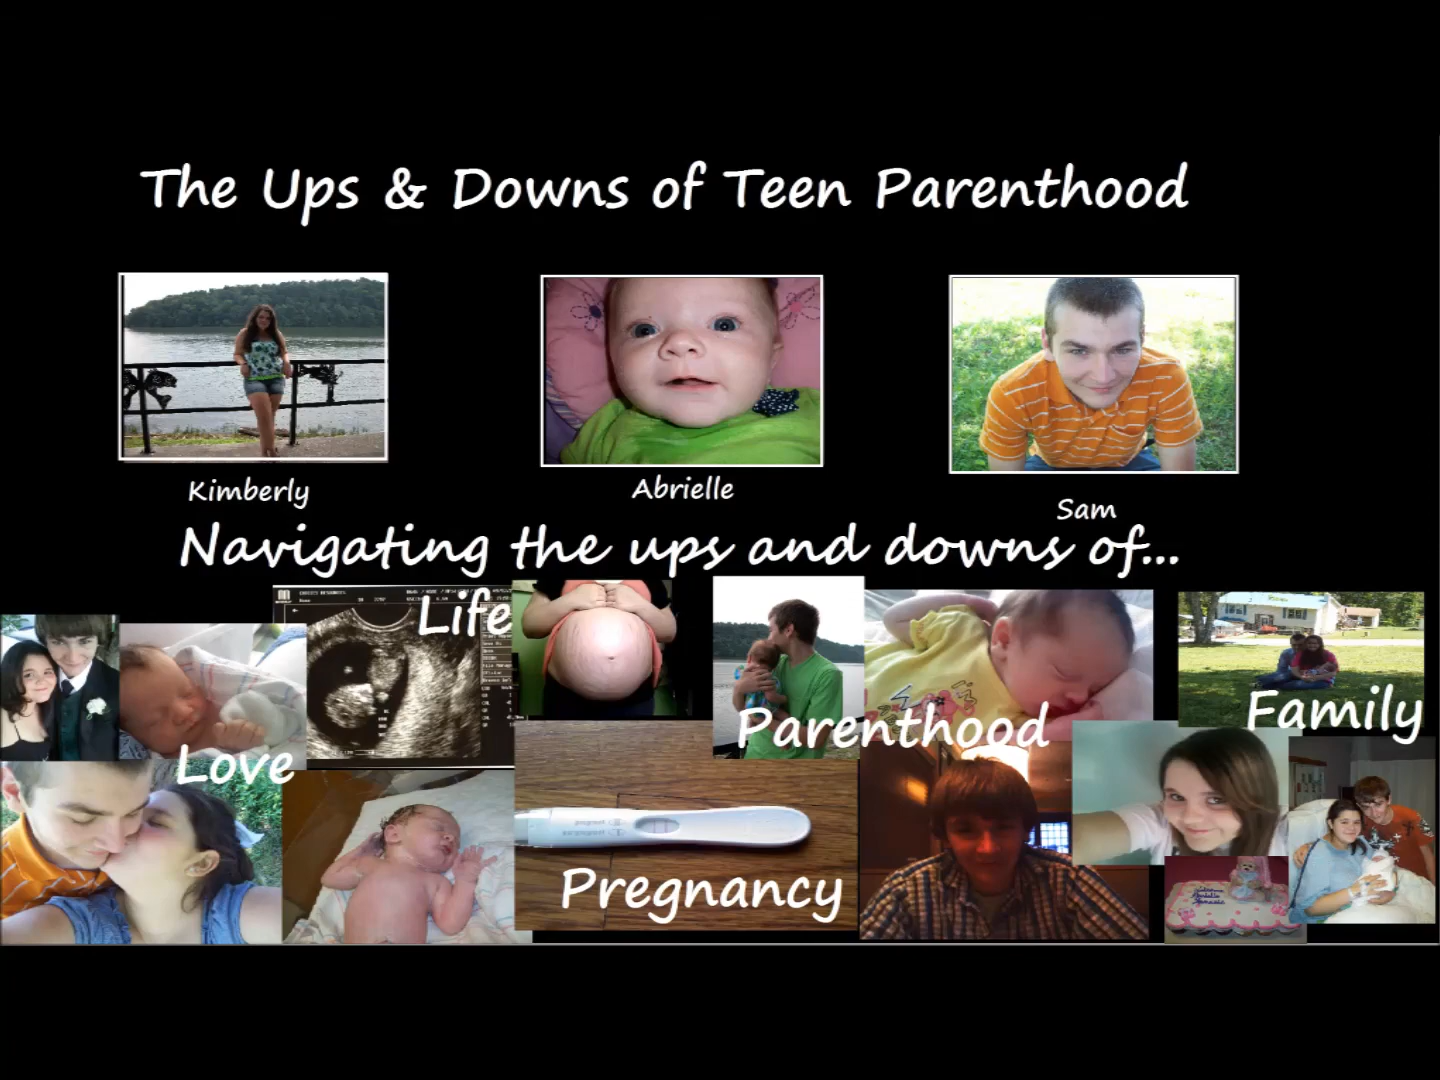 The Ups & Downs of Teen Parenthood
Kimberly
Abrielle
Sam
Navigating the ups and downs of...
Life
Love
Parenthood
Family
Pregnancy